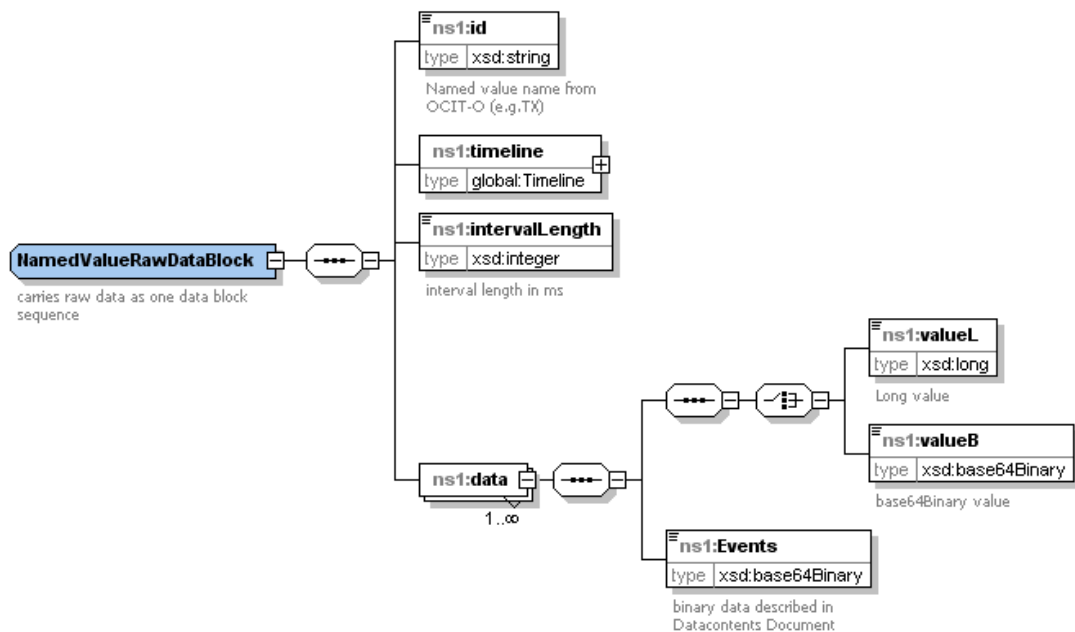 ns1:id
type xsd:string
Named value name from
OCIT-O (e.g.TX)
ns1:timeline
type global:Timeline
ns1:intervalLength
type xsd:integer
interval length in ms
NamedValueRawDataBlock
carries raw data as one data block
sequence
ns1:valueL
type xsd:long
Long value
ns1:valueB
type xsd:base64Binary
base64Binary value
ns1:data
1..∞
ns1:Events
type xsd:base64Binary
binary data described in
Datacontents Document